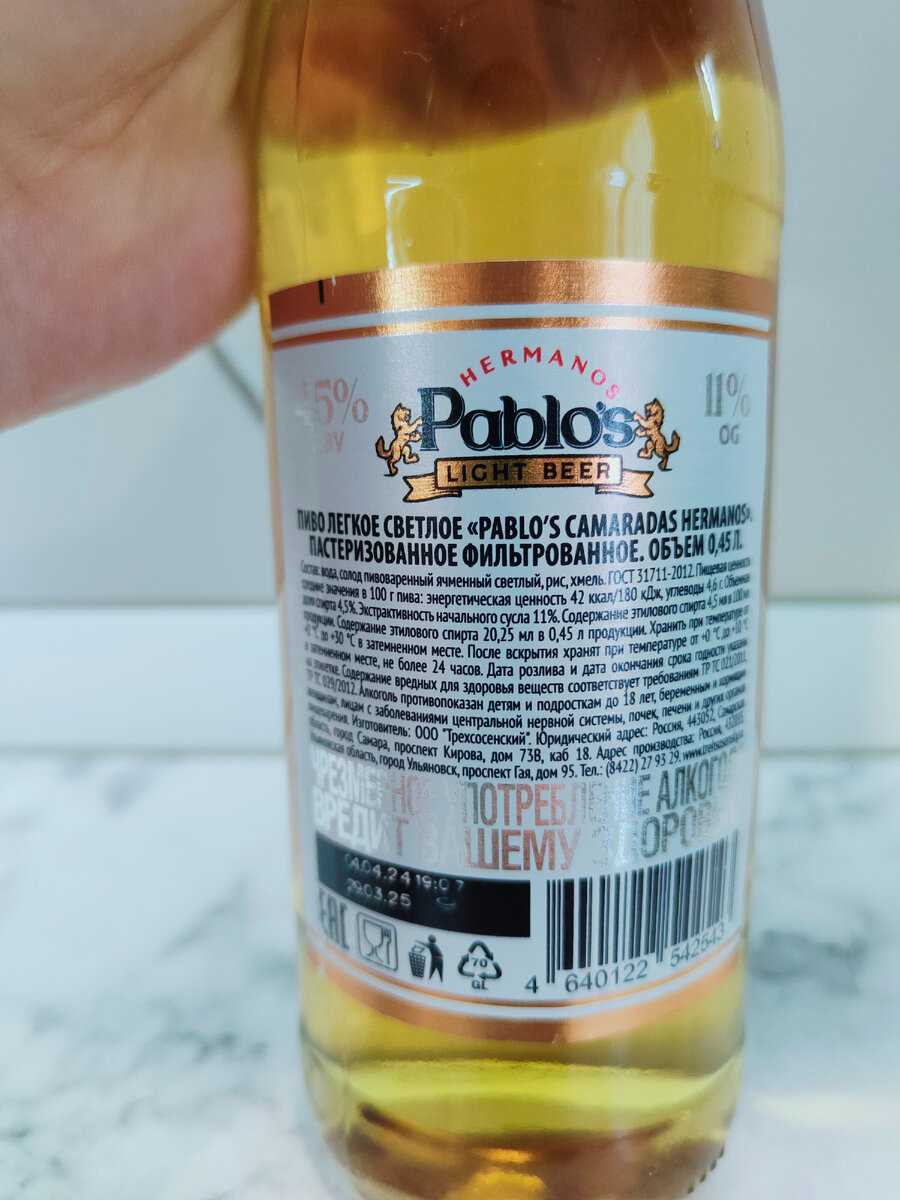 HERMANOS
5% Pablo's 11%
BV OG
LIGHT BEER
ПИВО ЛЕГКОЕ СВЕТЛОЕ «PABLO'S CAMARADAS HERMANOS».
ПАСТЕРИЗОВАННОЕ ФИЛЬТРОВАННОЕ. ОБЪЕМ 0,45 Л.
Состав: вода, солод пивоваренный ячменный светлый, рис, хмель. ГОСТ 31711-2012. Пищевая ценность
средние значения в 100 г пива: энергетическая ценность 42 ккал/180 кДж, углеводы 4,6 г. Объемная
доля спирта 4,5%. Экстрактивность начального сусла 11%. Содержание этилового спирта 4,5 мл в 100 мл
продукции. Содержание этилового спирта 20,25 мл в 0,45 л продукции. Хранить при температуре от
+0 °С до +30 °С в затемненном месте. После вскрытия хранят при температуре от +0 °С до +10 °С
в затемненном месте, не более 24 часов. Дата розлива и дата окончания срока годности указаны
на этикетке. Содержание вредных для здоровья веществ соответствует требованиям ТР ТС 021/2011,
ТР ТС 029/2012. Алкоголь противопоказан детям и подросткам до 18 лет, беременным и кормящим
женщинам, лицам с заболеваниями центральной нервной системы, почек, печени и других органов
пищеварения. Изготовитель: ООО "Трехсосенский". Юридический адрес: Россия, 443052, Самарская
область, город Самара, проспект Кирова, дом 73В, каб 18. Адрес производства: Россия, 432055,
Ульяновская область, город Ульяновск, проспект Гая, дом 95. Тел.: (8422) 27 93 29.
ЧРЕЗМЕРНОЕ УПОТРЕБЛЕНИЕ АЛКОГОЛЯ
ВРЕДИТ ВАШЕМУ ЗДОРОВЬЮ
04.04.24 19:07
29.03.25
EAC
70
GL
4 640122 542543